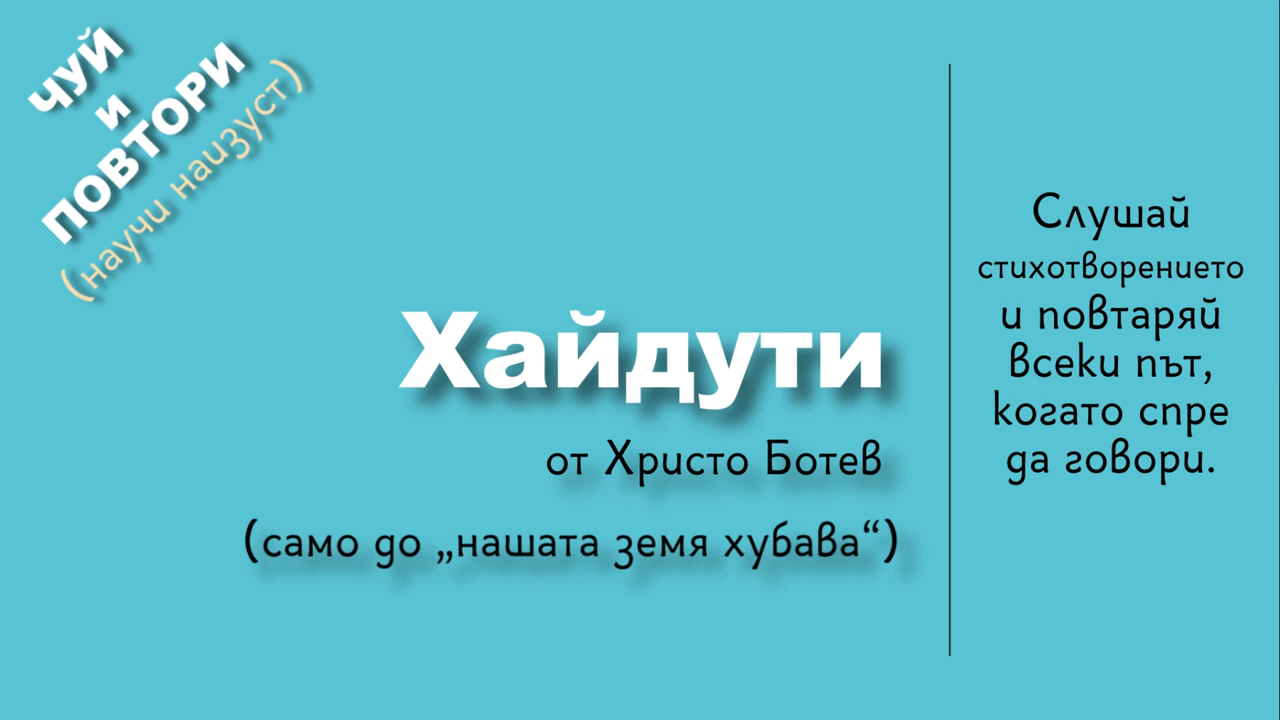 ЧУЙ
и
ПОВТОРИ
(научи наизуст)
Хайдути
от Христо Ботев
(само до „нашата земя хубава“)
Слушай
стихотворението
и повтаряй
всеки път,
когато спре
да говори.